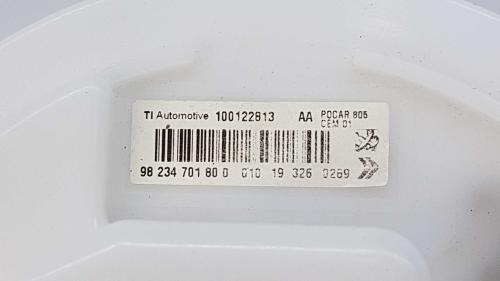 TI Automotive 100122813 AA POCAR 805
CEM 01
98 234 701 80 0 010 19 326 0269